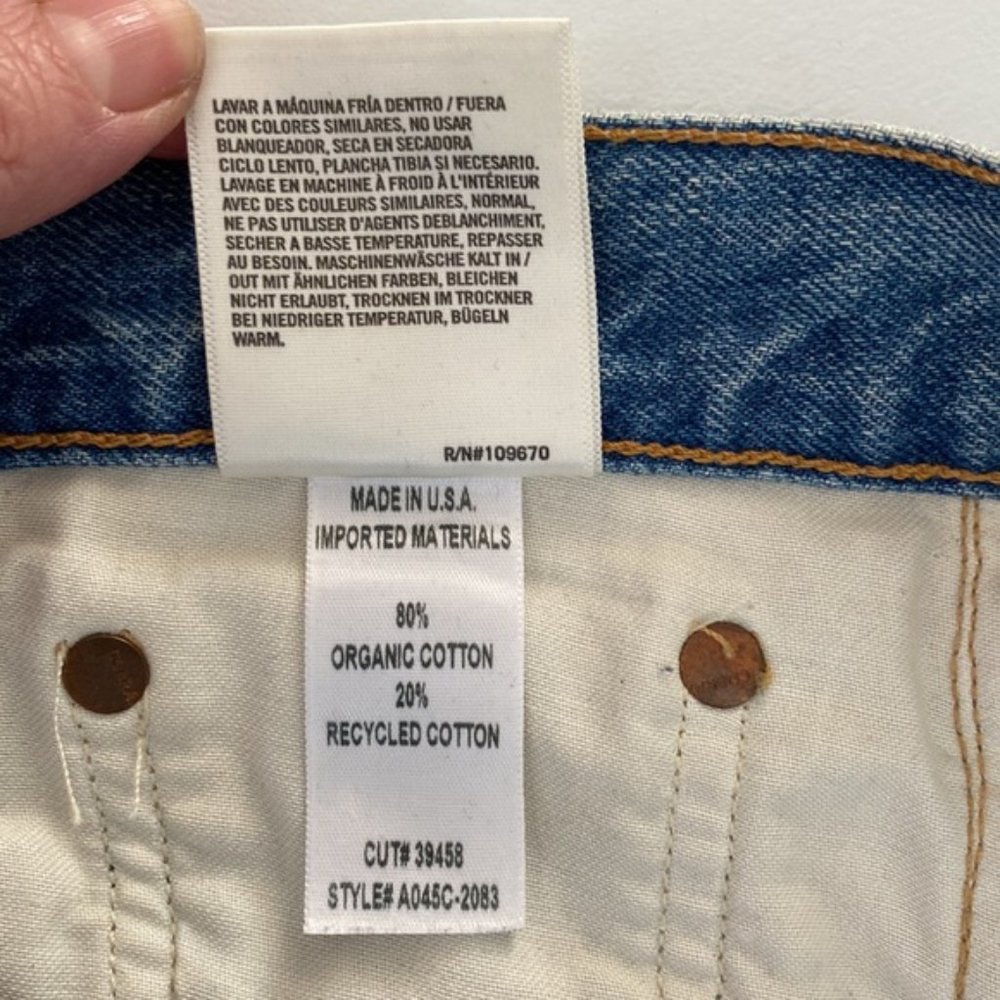 LAVAR A MÁQUINA FRÍA DENTRO / FUERA
CON COLORES SIMILARES, NO USAR
BLANQUEADOR, SECA EN SECADORA
CICLO LENTO, PLANCHA TIBIA SI NECESARIO.
LAVAGE EN MACHINE À FROID À L'INTÉRIEUR
AVEC DES COULEURS SIMILAIRES, NORMAL,
NE PAS UTILISER D'AGENTS DEBLANCHIMENT,
SECHER A BASSE TEMPERATURE, REPASSER
AU BESOIN. MASCHINENWÄSCHE KALT IN /
OUT MIT ÄHNLICHEN FARBEN, BLEICHEN
NICHT ERLAUBT, TROCKNEN IM TROCKNER
BEI NIEDRIGER TEMPERATUR, BÜGELN
WARM.
R/N#109670
MADE IN U.S.A.
IMPORTED MATERIALS
80%
ORGANIC COTTON
20%
RECYCLED COTTON
CUT# 39458
STYLE# A045C-2083